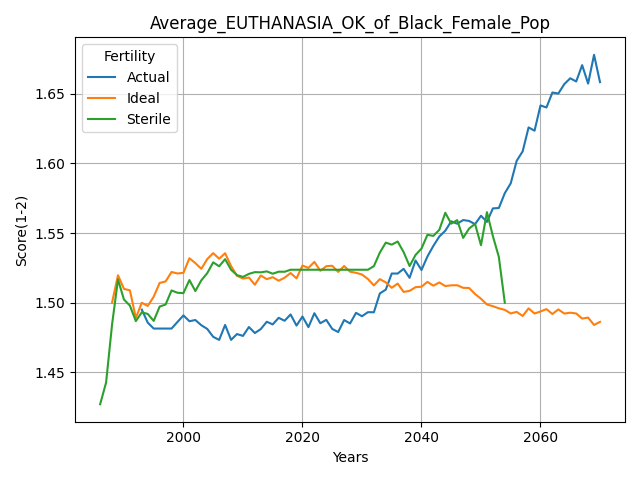 Average_EUTHANASIA_OK_of_Black_Female_Pop
Fertility
Actual
Ideal
Sterile
Score(1-2)
1.65
1.60
1.55
1.50
1.45
2000
2020
2040
2060
Years